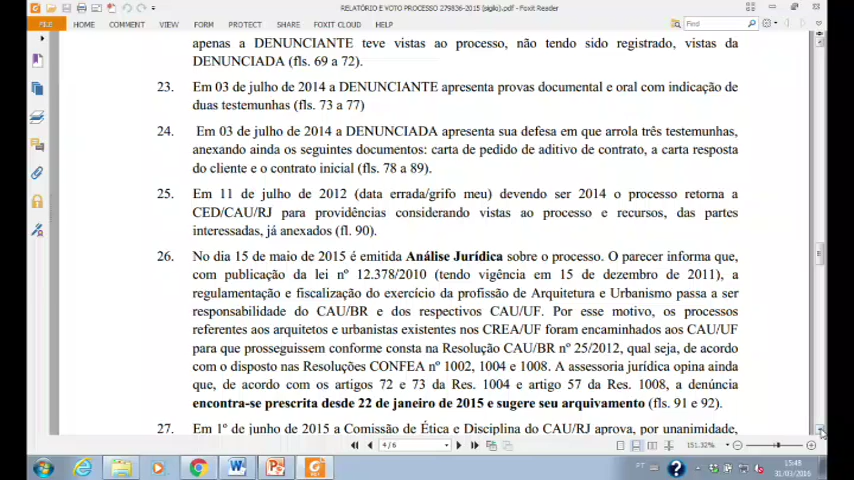 RELATÓRIO E VOTO PROCESSO 279836-2015 (sigilo).pdf - Foxit Reader
FILE HOME COMMENT VIEW FORM PROTECT SHARE FOXIT CLOUD HELP Find
apenas a DENUNCIANTE teve vistas ao processo, não tendo sido registrado, vistas da
DENUNCIADA (fls. 69 a 72).
23. Em 03 de julho de 2014 a DENUNCIANTE apresenta provas documental e oral com indicação de
duas testemunhas (fls. 73 a 77)
24. Em 03 de julho de 2014 a DENUNCIADA apresenta sua defesa em que arrola três testemunhas,
anexando ainda os seguintes documentos: carta de pedido de aditivo de contrato, a carta resposta
do cliente e o contrato inicial (fls. 78 a 89).
25. Em 11 de julho de 2012 (data errada/grifo meu) devendo ser 2014 o processo retorna a
CED/CAU/RJ para providências considerando vistas ao processo e recursos, das partes
interessadas, já anexados (fl. 90).
26. No dia 15 de maio de 2015 é emitida Análise Jurídica sobre o processo. O parecer informa que,
com publicação da lei nº 12.378/2010 (tendo vigência em 15 de dezembro de 2011), a
regulamentação e fiscalização do exercício da profissão de Arquitetura e Urbanismo passa a ser
responsabilidade do CAU/BR e dos respectivos CAU/UF. Por esse motivo, os processos
referentes aos arquitetos e urbanistas existentes nos CREA/UF foram encaminhados aos CAU/UF
para que prosseguissem conforme consta na Resolução CAU/BR nº 25/2012, qual seja, de acordo
com o disposto nas Resoluções CONFEA nº 1002, 1004 e 1008. A assessoria jurídica opina ainda
que, de acordo com os artigos 72 e 73 da Res. 1004 e artigo 57 da Res. 1008, a denúncia
encontra-se prescrita desde 22 de janeiro de 2015 e sugere seu arquivamento (fls. 91 e 92).
27. Em 1º de junho de 2015 a Comissão de Ética e Disciplina do CAU/RJ aprova, por unanimidade,
4 / 6 151.32%
PT 15:48
31/03/2016